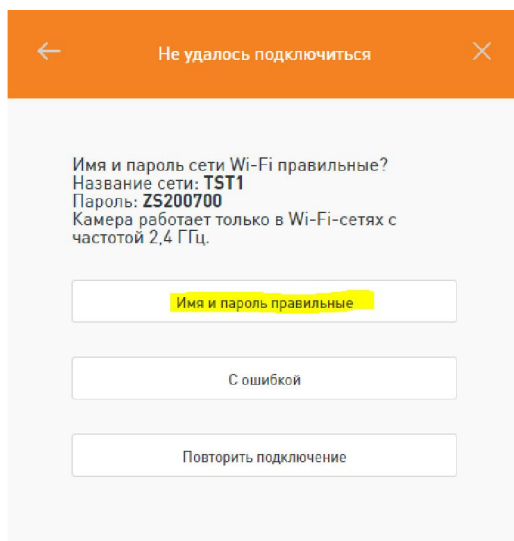 Не удалось подключиться
Имя и пароль сети Wi-Fi правильные?
Название сети: TST1
Пароль: ZS200700
Камера работает только в Wi-Fi-сетях с
частотой 2,4 ГГц.
Имя и пароль правильные
С ошибкой
Повторить подключение